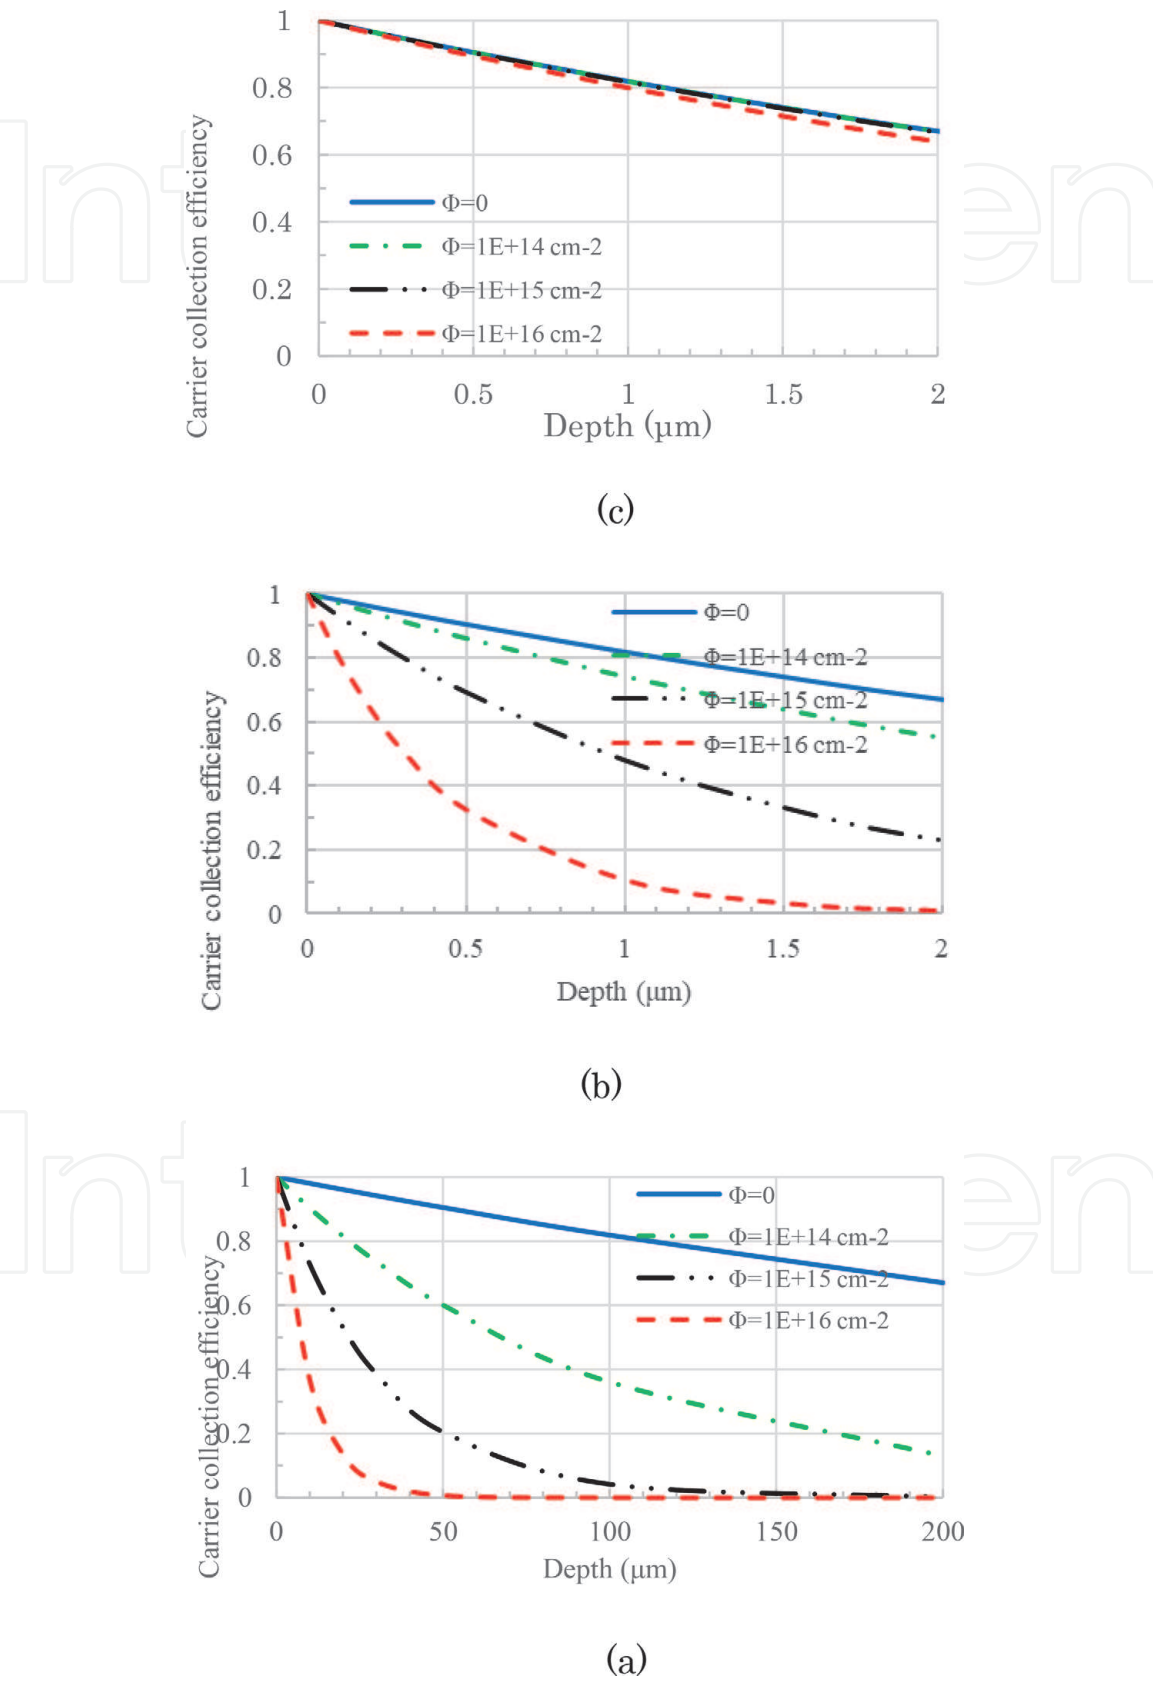 1
0.8
0.6
0.4
0.2
0
Carrier collection efficiency
Φ=0
Φ=1E+14 cm-2
Φ=1E+15 cm-2
Φ=1E+16 cm-2
0 0.5 1 1.5 2
Depth (μm)
(c)
1
0.8
0.6
0.4
0.2
0
Carrier collection efficiency
Φ=0
Φ=1E+14 cm-2
Φ=1E+15 cm-2
Φ=1E+16 cm-2
0 0.5 1 1.5 2
Depth (μm)
(b)
1
0.8
0.6
0.4
0.2
0
Carrier collection efficiency
Φ=0
Φ=1E+14 cm-2
Φ=1E+15 cm-2
Φ=1E+16 cm-2
0 50 100 150 200
Depth (μm)
(a)